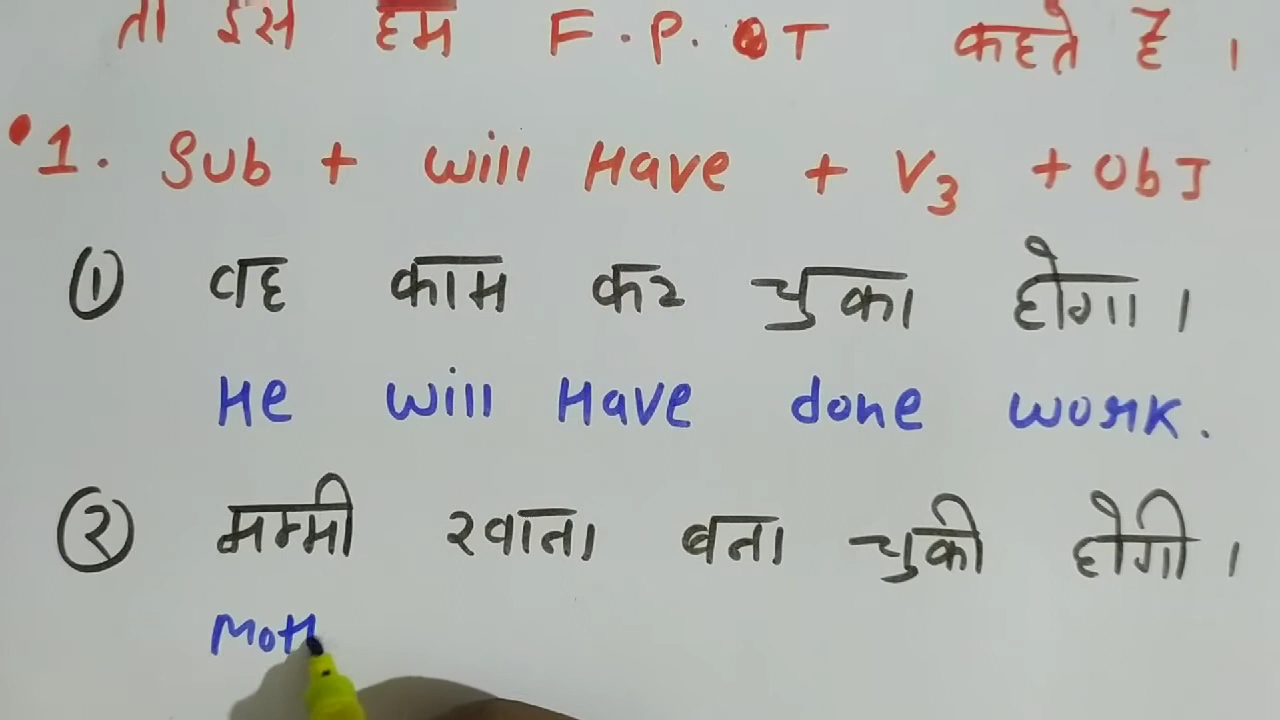 तो इसे हम F.P.T कहते है ।
•1. Sub + will Have + V3 + ObJ
① वह काम कर चुका होगा ।
He will Have done work.
② मम्मी खाना बना चुकी होगी ।
Moth